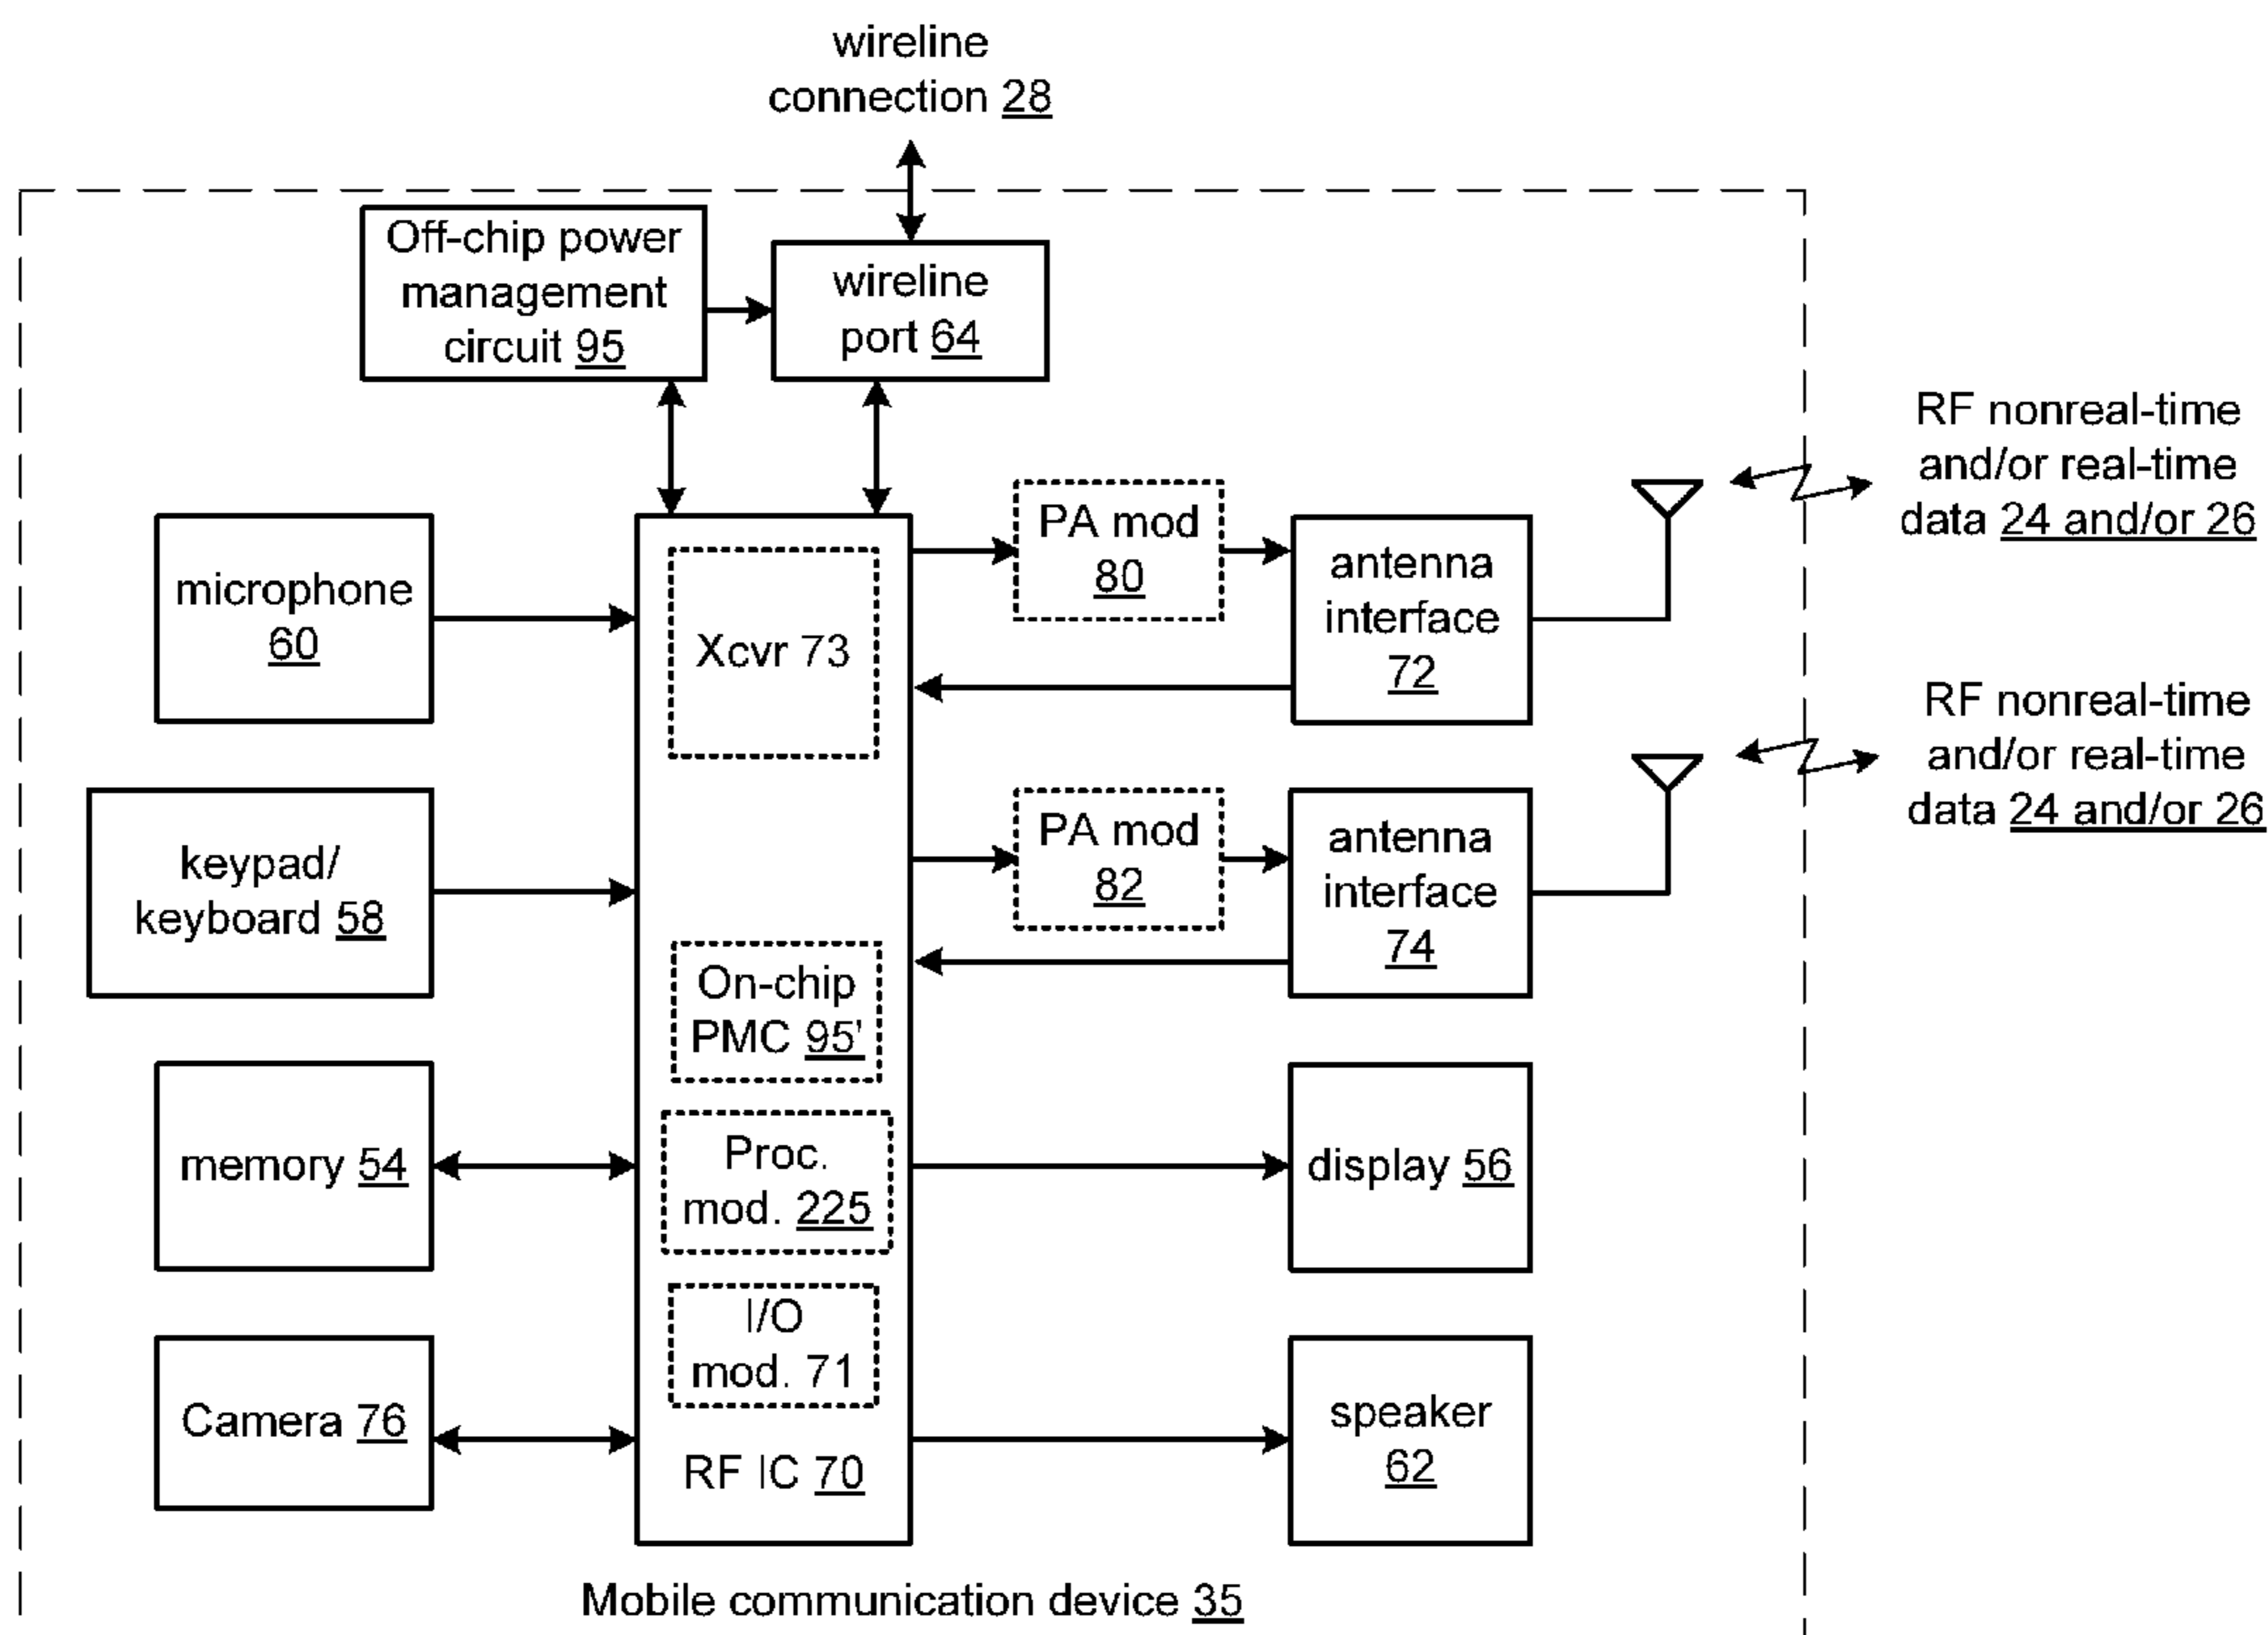 wireline
connection 28
Off-chip power
management
circuit 95
wireline
port 64
RF nonreal-time
and/or real-time
data 24 and/or 26
microphone
60
Xcvr 73
PA mod
80
antenna
interface
72
RF nonreal-time
and/or real-time
data 24 and/or 26
keypad/
keyboard 58
PA mod
82
antenna
interface
74
On-chip
PMC 95'
memory 54
Proc.
mod. 225
display 56
Camera 76
I/O
mod. 71
RF IC 70
speaker
62
Mobile communication device 35